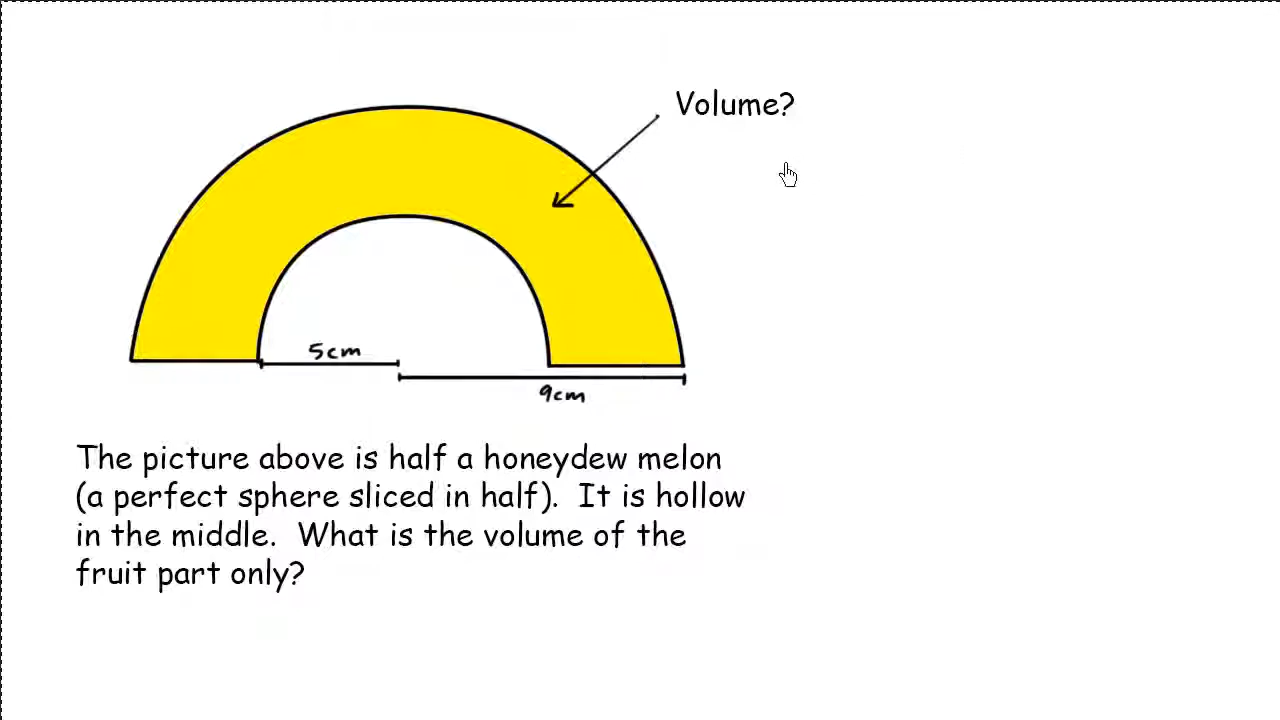 Volume?
5cm
9cm
The picture above is half a honeydew melon
(a perfect sphere sliced in half).  It is hollow
in the middle.  What is the volume of the
fruit part only?